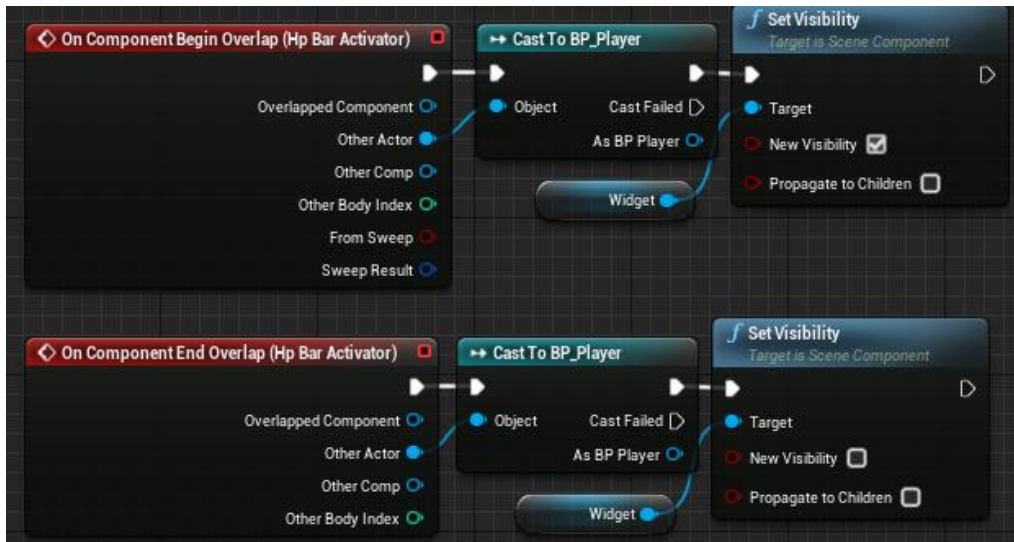 On Component Begin Overlap (Hp Bar Activator)
Overlapped Component
Other Actor
Other Comp
Other Body Index
From Sweep
Sweep Result
Cast To BP_Player
Object
Cast Failed
As BP Player
Widget
Set Visibility
Target is Scene Component
Target
New Visibility
Propagate to Children
On Component End Overlap (Hp Bar Activator)
Overlapped Component
Other Actor
Other Comp
Other Body Index
Cast To BP_Player
Object
Cast Failed
As BP Player
Widget
Set Visibility
Target is Scene Component
Target
New Visibility
Propagate to Children